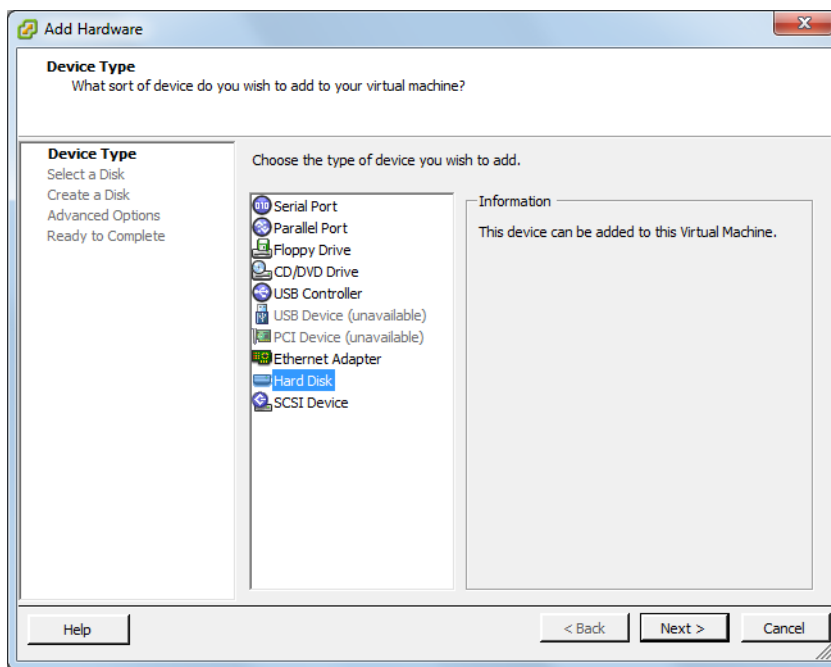 Add Hardware
Device Type
What sort of device do you wish to add to your virtual machine?
Device Type
Select a Disk
Create a Disk
Advanced Options
Ready to Complete
Choose the type of device you wish to add.
Serial Port
Parallel Port
Floppy Drive
CD/DVD Drive
USB Controller
USB Device (unavailable)
PCI Device (unavailable)
Ethernet Adapter
Hard Disk
SCSI Device
Information
This device can be added to this Virtual Machine.
Help
< Back
Next >
Cancel